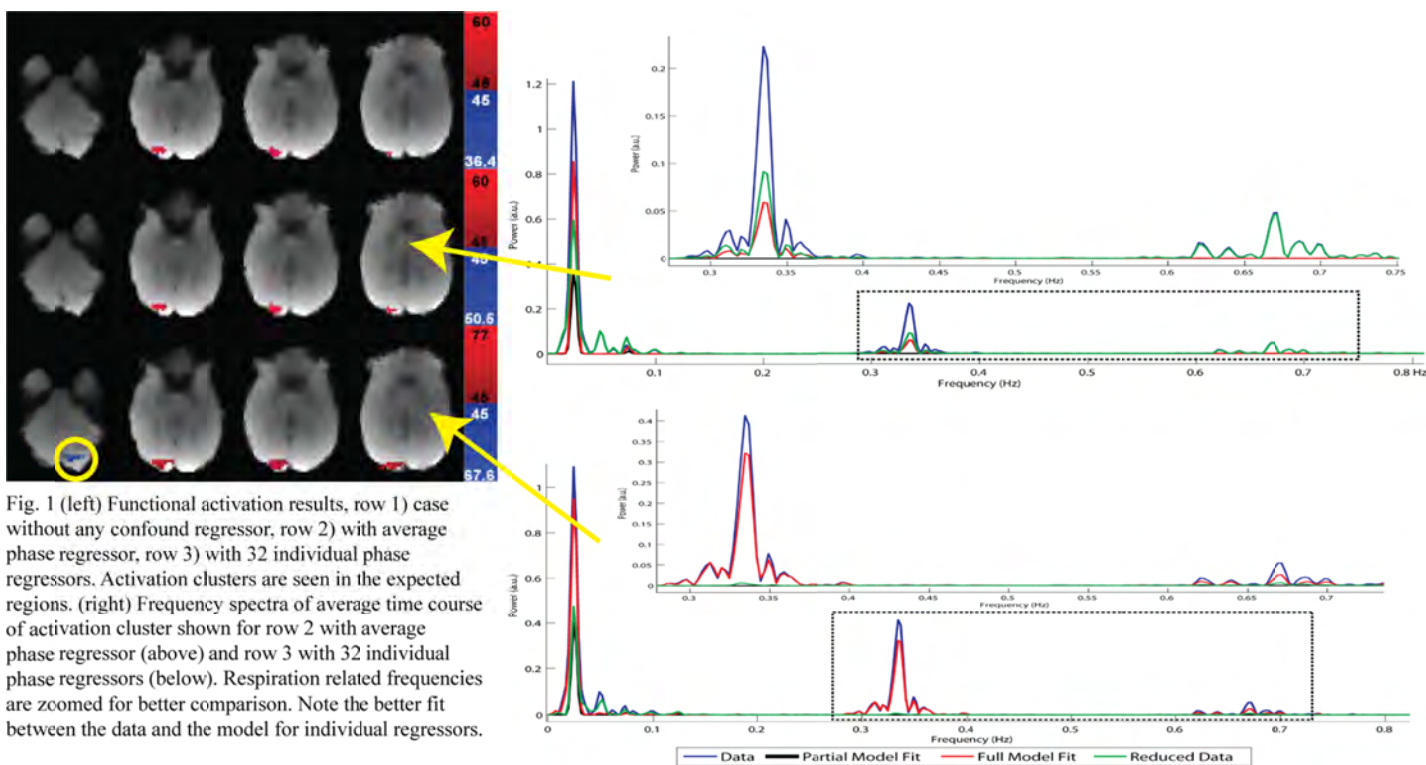 60
48
45
36.4
60
48
45
50.5
77
45
45
67.6
Fig. 1 (left) Functional activation results, row 1) case
without any confound regressor, row 2) with average
phase regressor, row 3) with 32 individual phase
regressors. Activation clusters are seen in the expected
regions. (right) Frequency spectra of average time course
of activation cluster shown for row 2 with average
phase regressor (above) and row 3 with 32 individual
phase regressors (below). Respiration related frequencies
are zoomed for better comparison. Note the better fit
between the data and the model for individual regressors.
0.2
0.15
0.1
0.05
0
Power (a.u.)
0.3 0.35 0.4 0.45 0.5 0.55 0.6 0.65 0.7 0.75
Frequency (Hz)
1.2
1
0.8
0.6
0.4
0.2
0
Power (a.u.)
0.1 0.2 0.3 0.4 0.5 0.6 0.7 0.8 Hz
Frequency (Hz)
0.4
0.35
0.3
0.25
0.2
0.15
0.1
0.05
0
Power (a.u.)
0.3 0.35 0.4 0.45 0.5 0.55 0.6 0.65 0.7
Frequency (Hz)
1
0.8
0.6
0.4
0.2
0
Power (a.u.)
0 0.1 0.2 0.3 0.4 0.5 0.6 0.7 0.8
Frequency (Hz)
Data Partial Model Fit Full Model Fit Reduced Data